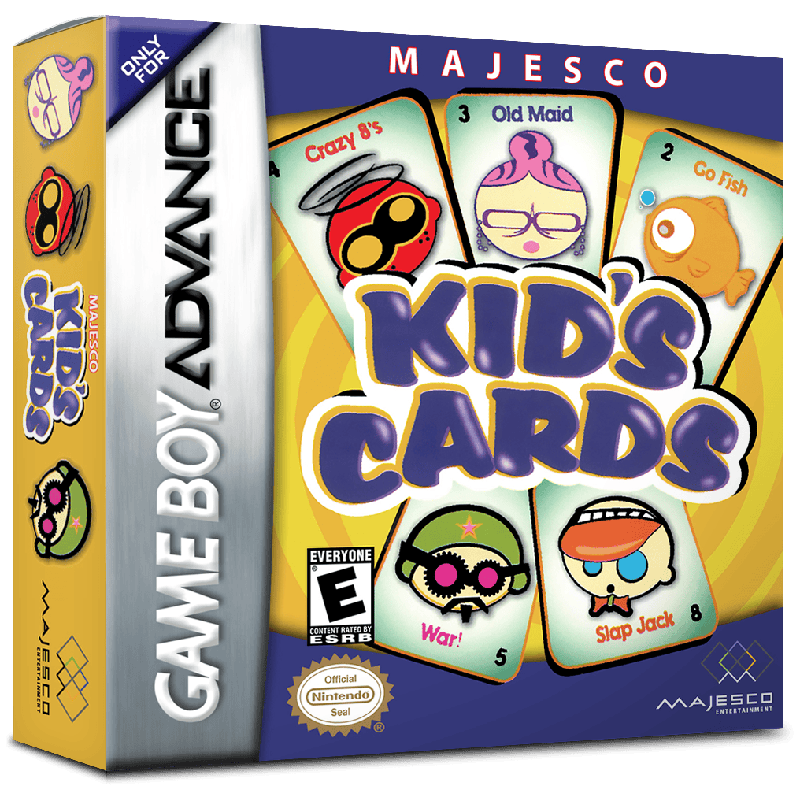 MAJESCO
KID'S
CARDS
MAJESCO
ENTERTAINMENT
ONLY
FOR
GAME BOY ADVANCE
®
MAJESCO
4 Crazy 8's
3 Old Maid
2 Go Fish
KID'S
CARDS
War!
5
Slap Jack 8
EVERYONE
E
CONTENT RATED BY
ESRB
Official
Nintendo
Seal
®
MAJESCO
ENTERTAINMENT